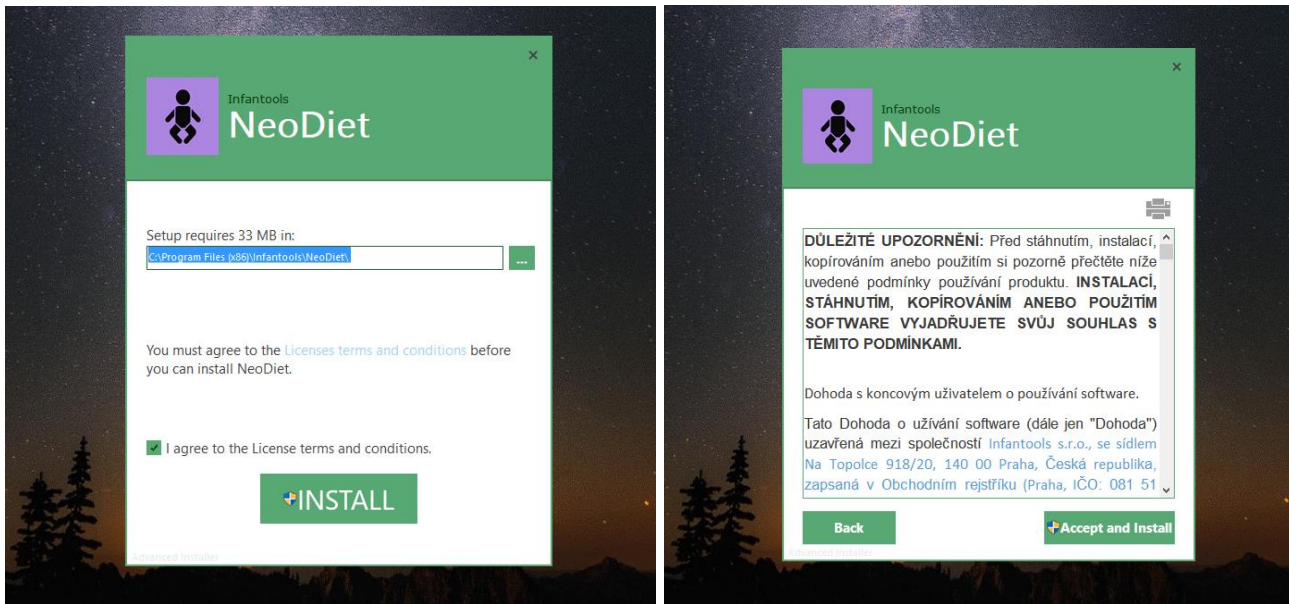 ×
Infantools
NeoDiet
Setup requires 33 MB in:
C:\Program Files (x86)\Infantools\NeoDiet\
...
You must agree to the Licenses terms and conditions before
you can install NeoDiet.
I agree to the License terms and conditions.
INSTALL
Advanced Installer
×
Infantools
NeoDiet
DŮLEŽITÉ UPOZORNĚNÍ: Před stáhnutím, instalací,
kopírováním anebo použitím si pozorně přečtěte níže
uvedené podmínky používání produktu. INSTALACÍ,
STÁHNUTÍM, KOPÍROVÁNÍM ANEBO POUŽITÍM
SOFTWARE VYJADŘUJETE SVŮJ SOUHLAS S
TĚMITO PODMÍNKAMI.
Dohoda s koncovým uživatelem o používání software.
Tato Dohoda o užívání software (dále jen "Dohoda")
uzavřená mezi společností Infantools s.r.o., se sídlem
Na Topolce 918/20, 140 00 Praha, Česká republika,
zapsaná v Obchodním rejstříku (Praha, IČO: 081 51
Back
Accept and Install
Advanced Installer